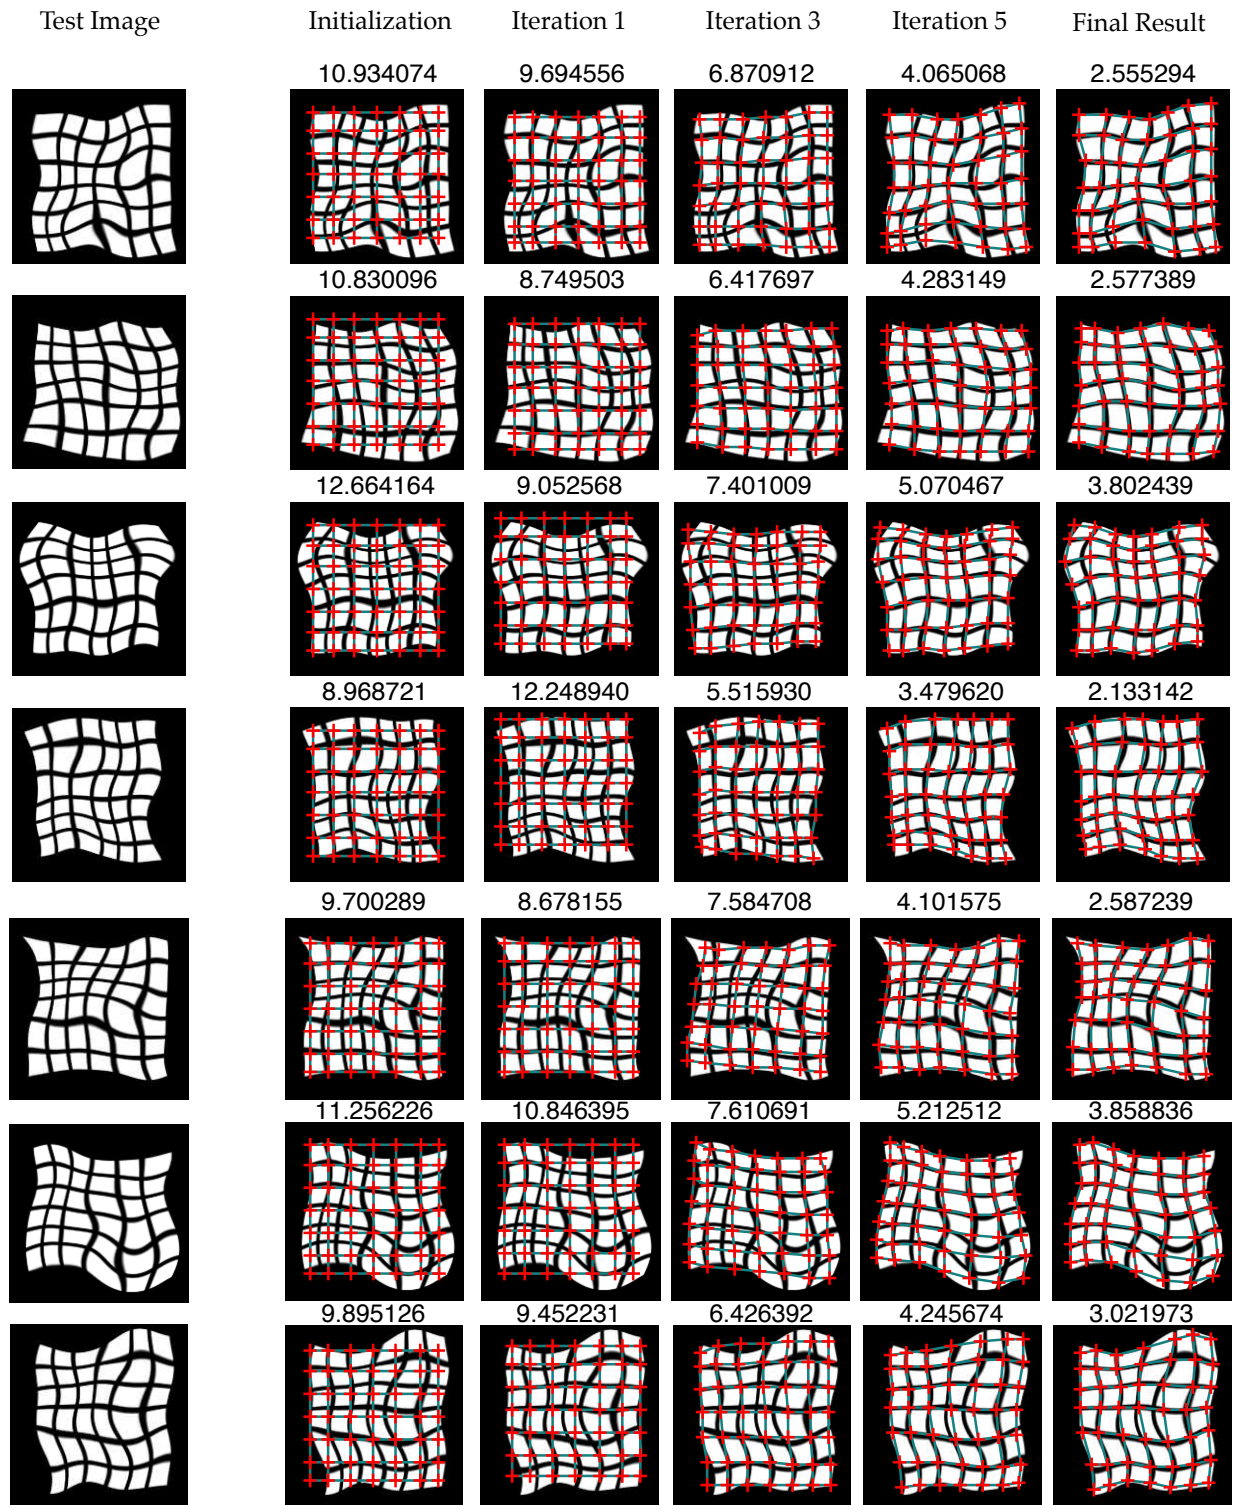 Test Image Initialization Iteration 1 Iteration 3 Iteration 5 Final Result
10.934074 9.694556 6.870912 4.065068 2.555294
10.830096 8.749503 6.417697 4.283149 2.577389
12.664164 9.052568 7.401009 5.070467 3.802439
8.968721 12.248940 5.515930 3.479620 2.133142
9.700289 8.678155 7.584708 4.101575 2.587239
11.256226 10.846395 7.610691 5.212512 3.858836
9.895126 9.452231 6.426392 4.245674 3.021973